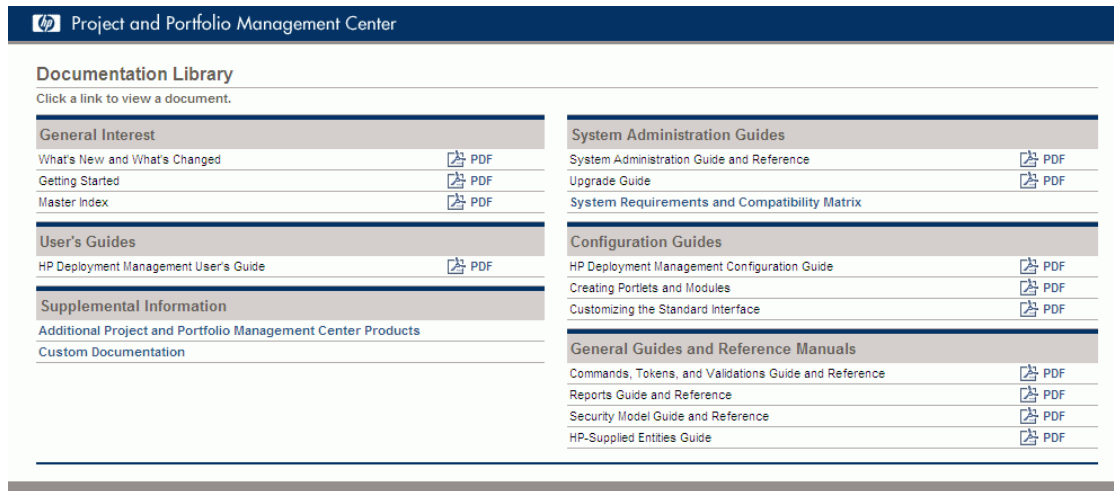 hp Project and Portfolio Management Center
Documentation Library
Click a link to view a document.
General Interest
What's New and What's Changed PDF
Getting Started PDF
Master Index PDF
User's Guides
HP Deployment Management User's Guide PDF
Supplemental Information
Additional Project and Portfolio Management Center Products
Custom Documentation
System Administration Guides
System Administration Guide and Reference PDF
Upgrade Guide PDF
System Requirements and Compatibility Matrix
Configuration Guides
HP Deployment Management Configuration Guide PDF
Creating Portlets and Modules PDF
Customizing the Standard Interface PDF
General Guides and Reference Manuals
Commands, Tokens, and Validations Guide and Reference PDF
Reports Guide and Reference PDF
Security Model Guide and Reference PDF
HP-Supplied Entities Guide PDF